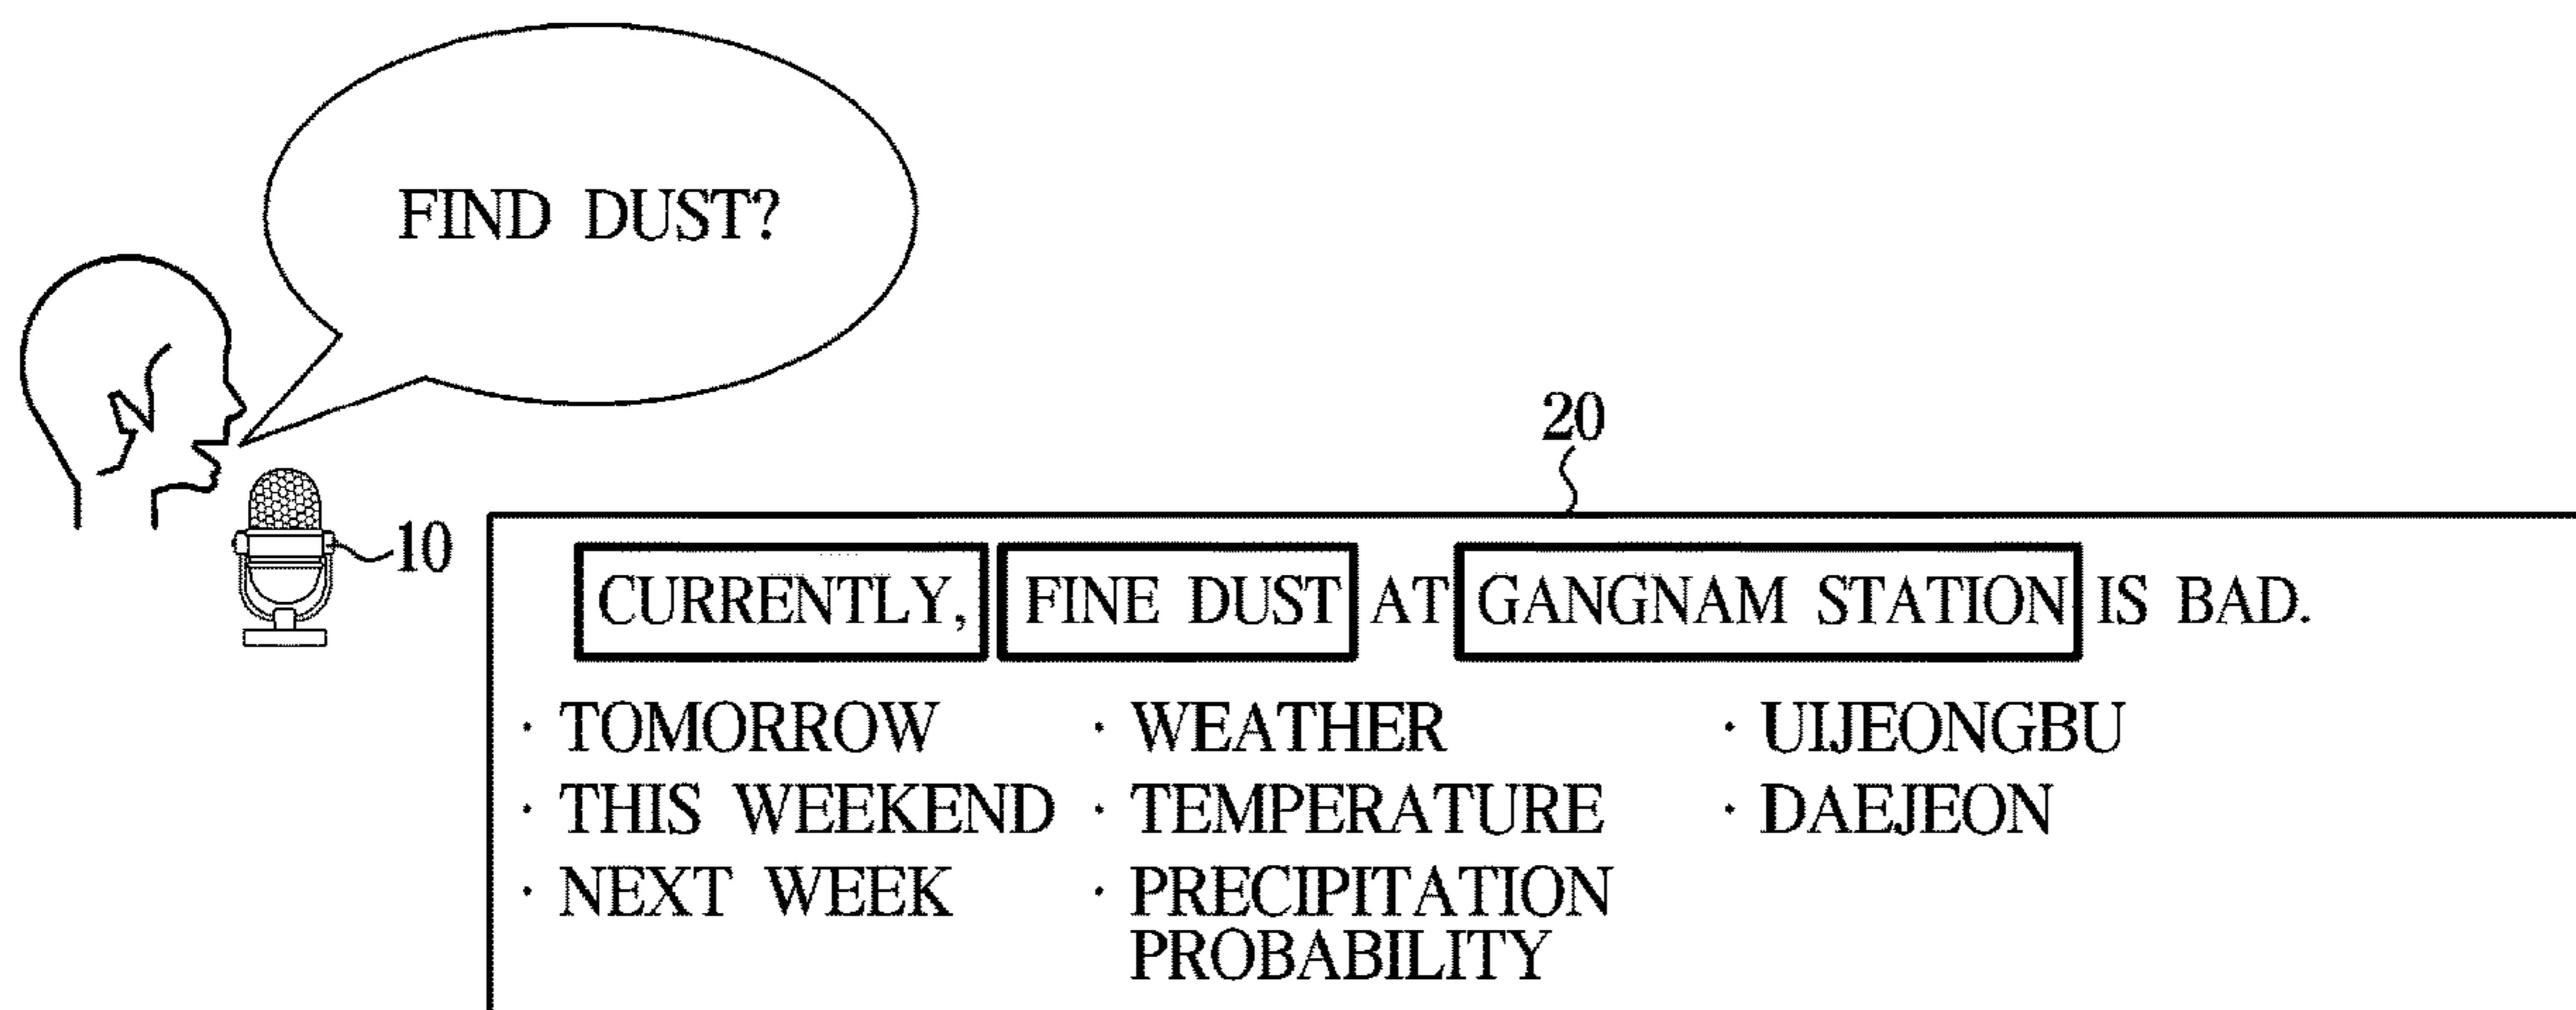 FIND DUST?
20
10
CURRENTLY, FINE DUST AT GANGNAM STATION IS BAD.
· TOMORROW · WEATHER · UIJEONGBU
· THIS WEEKEND · TEMPERATURE · DAEJEON
· NEXT WEEK · PRECIPITATION
PROBABILITY